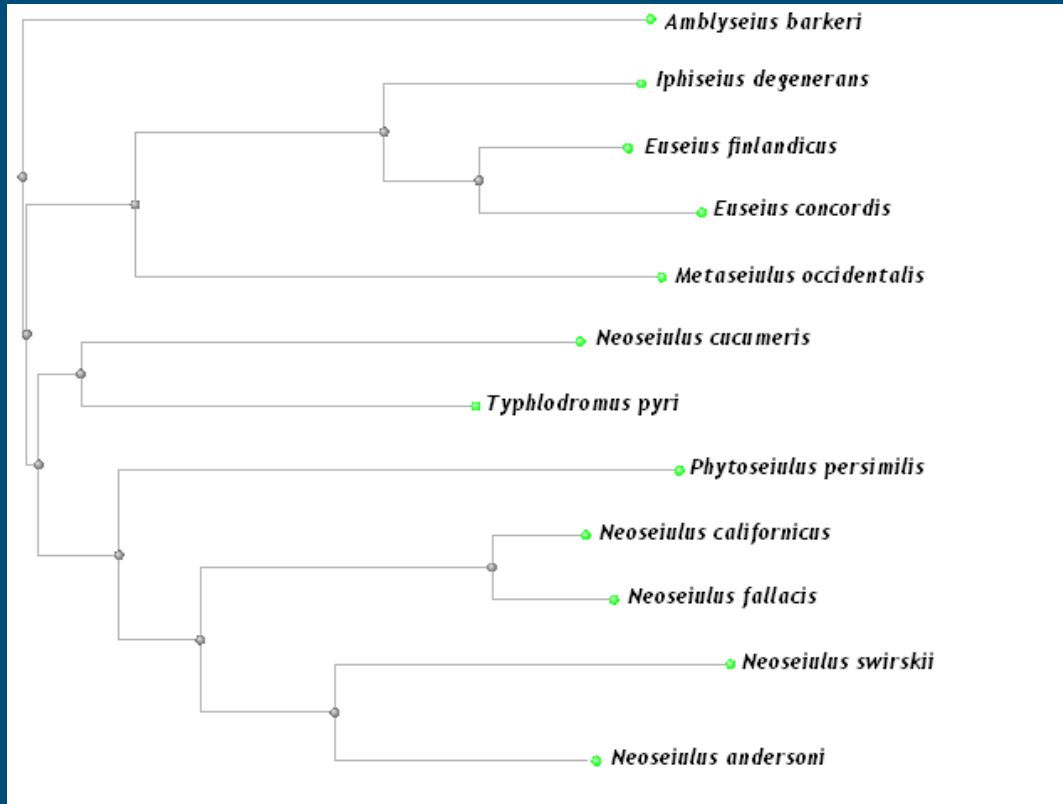 Amblyseius barkeri
Iphiseius degenerans
Euseius finlandicus
Euseius concordis
Metaseiulus occidentalis
Neoseiulus cucumeris
Typhlodromus pyri
Phytoseiulus persimilis
Neoseiulus californicus
Neoseiulus fallacis
Neoseiulus swirskii
Neoseiulus andersoni